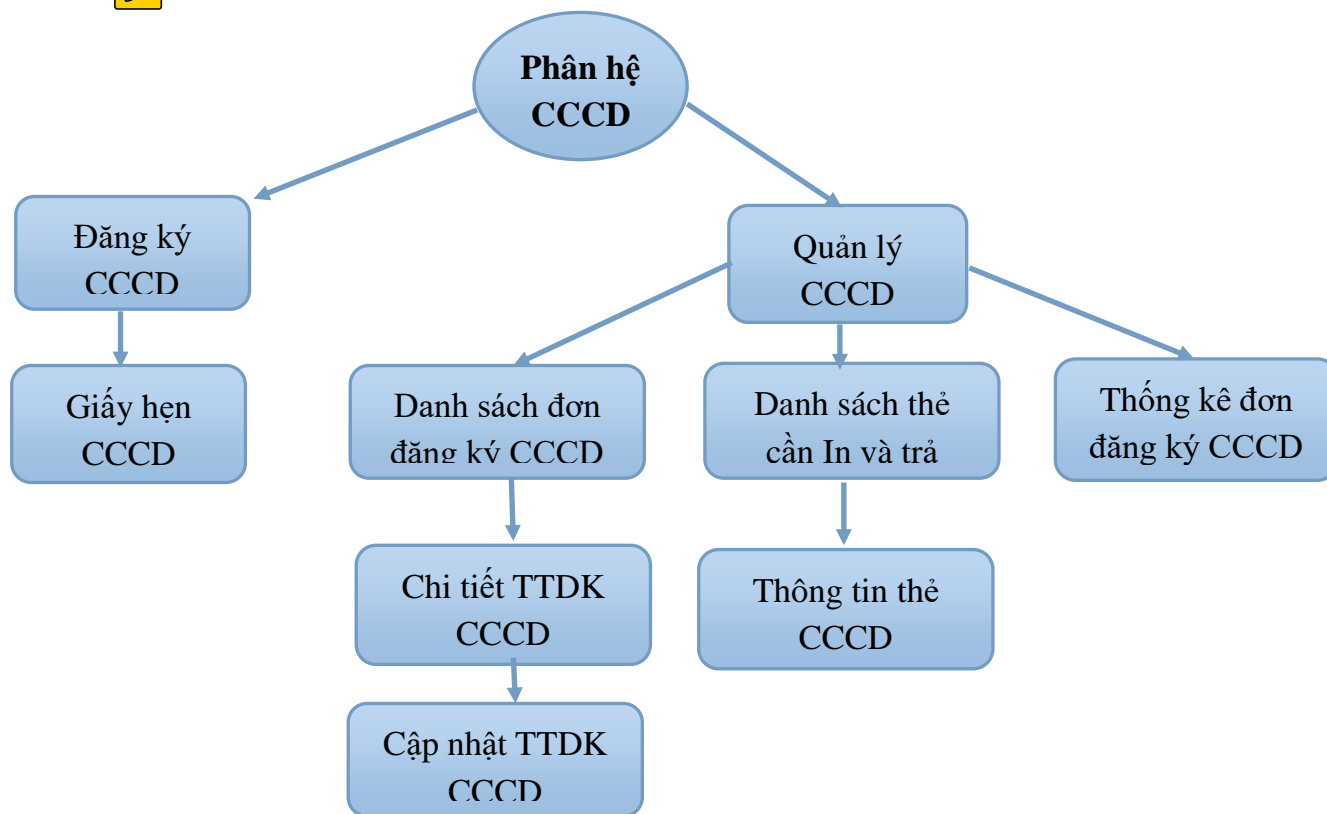 Phân hệ
CCCD
Đăng ký
CCCD
Quản lý
CCCD
Giấy hẹn
CCCD
Danh sách đơn
đăng ký CCCD
Danh sách thẻ
cần In và trả
Thống kê đơn
đăng ký CCCD
Chi tiết TTDK
CCCD
Thông tin thẻ
CCCD
Cập nhật TTDK
CCCD